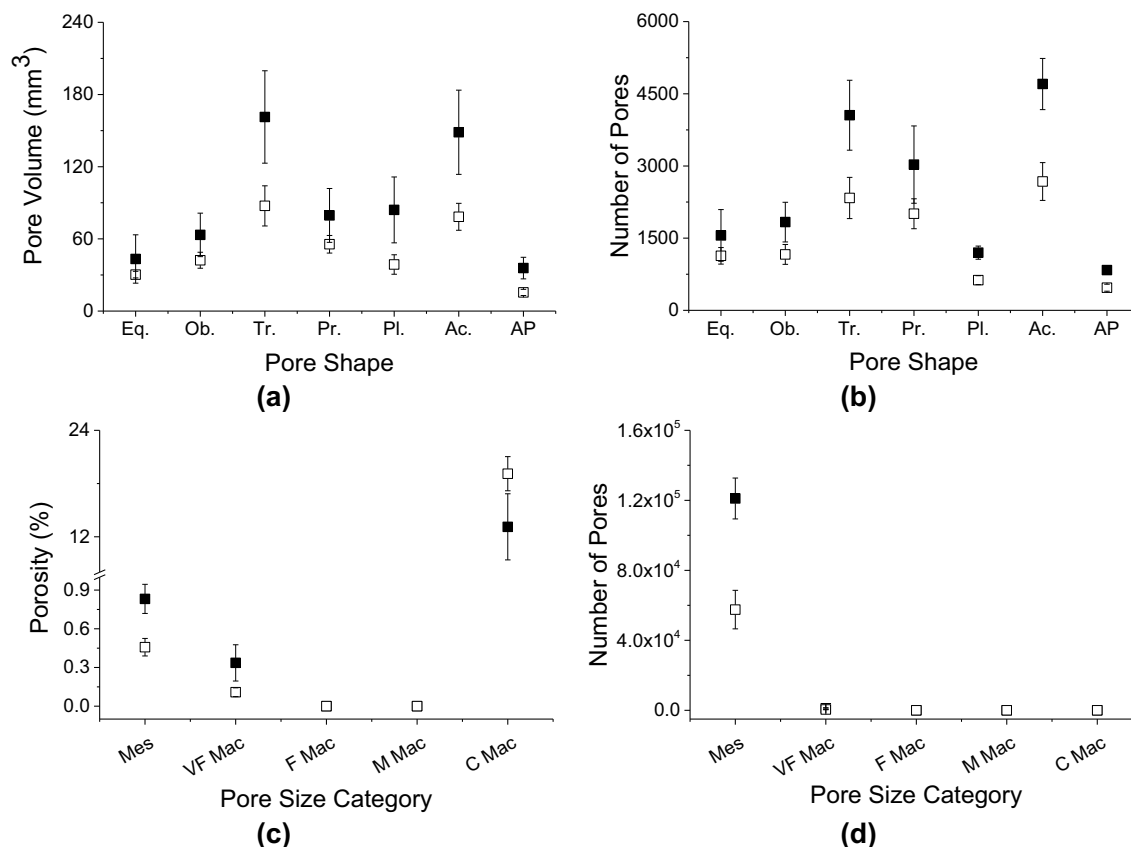 240
180
120
60
0
Pore Volume (mm³)
Eq. Ob. Tr. Pr. Pl. Ac. AP
Pore Shape
(a)
6000
4500
3000
1500
0
Number of Pores
Eq. Ob. Tr. Pr. Pl. Ac. AP
Pore Shape
(b)
24
12
0.9
0.6
0.3
0.0
Porosity (%)
Mes VF Mac F Mac M Mac C Mac
Pore Size Category
(c)
1.6x10⁵
1.2x10⁵
8.0x10⁴
4.0x10⁴
0.0
Number of Pores
Mes VF Mac F Mac M Mac C Mac
Pore Size Category
(d)